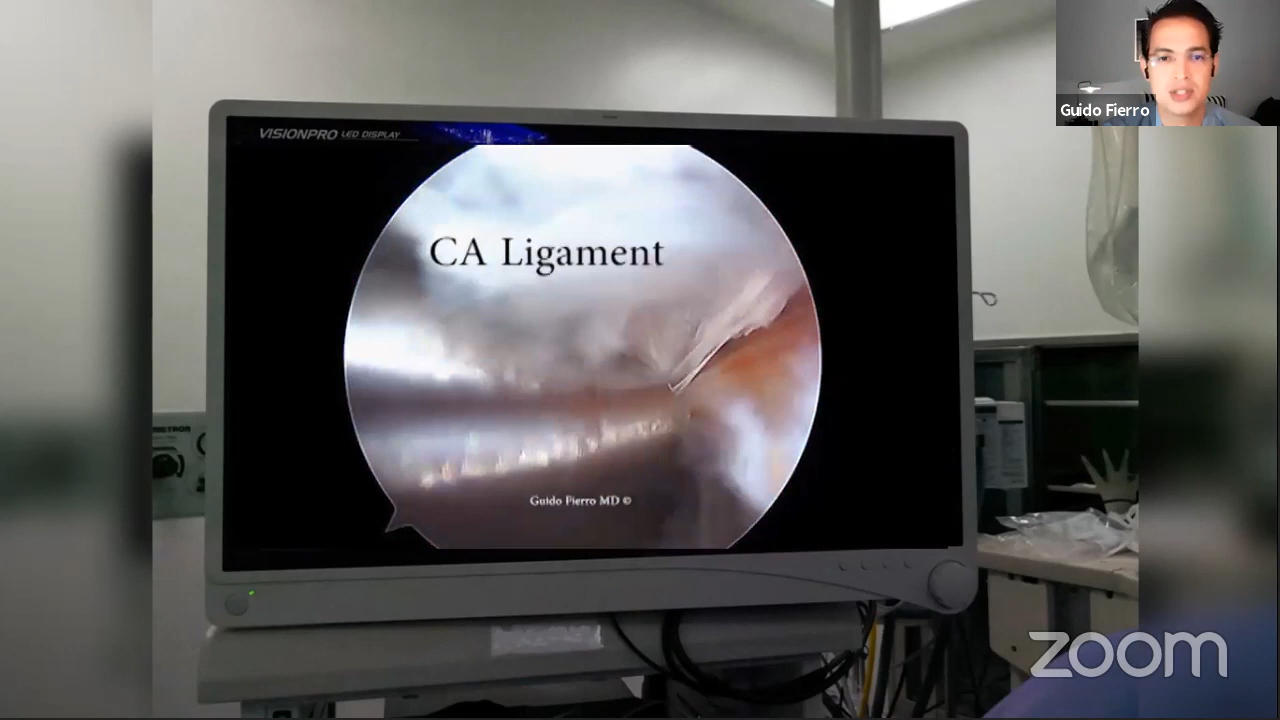 Guido Fierro
VISIONPRO LED DISPLAY
CA Ligament
Guido Fierro MD ©
zoom